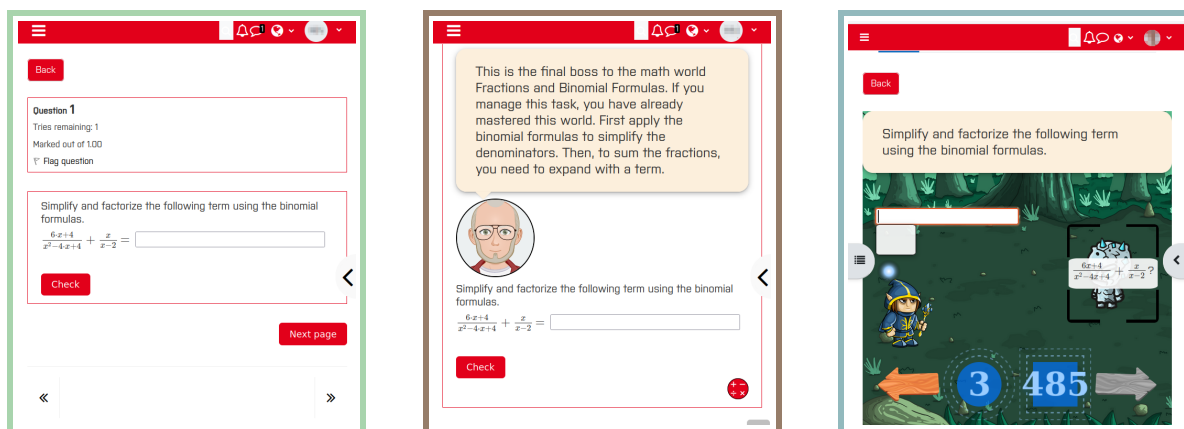 1
Back
Question 1
Tries remaining: 1
Marked out of 1.00
Flag question
Simplify and factorize the following term using the binomial
formulas.
6·x+4 / x²−4·x+4 + x / x−2 =
Check
Next page
«
»
1
This is the final boss to the math world
Fractions and Binomial Formulas. If you
manage this task, you have already
mastered this world. First apply the
binomial formulas to simplify the
denominators. Then, to sum the fractions,
you need to expand with a term.
Simplify and factorize the following term using the binomial
formulas.
6·x+4 / x²−4·x+4 + x / x−2 =
Check
+ − ÷ ×
Back
Simplify and factorize the following term
using the binomial formulas.
6x+4 / x²−4x+4 + x / x−2 ?
3 485